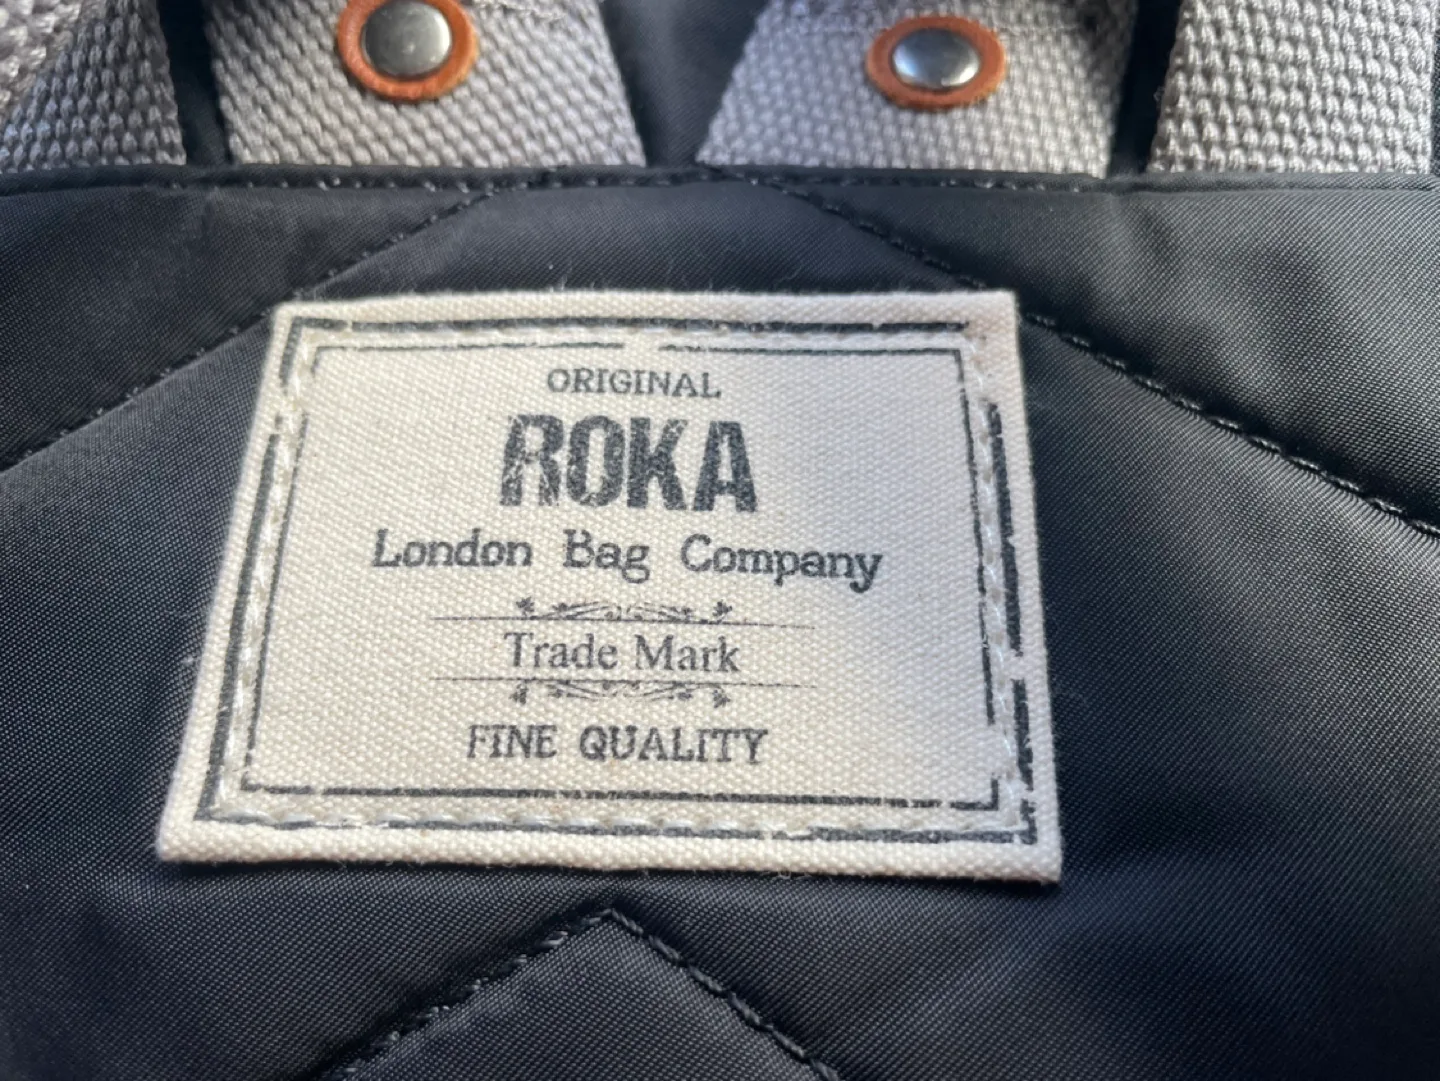 ORIGINAL
ROKA
London Bag Company
Trade Mark
FINE QUALITY